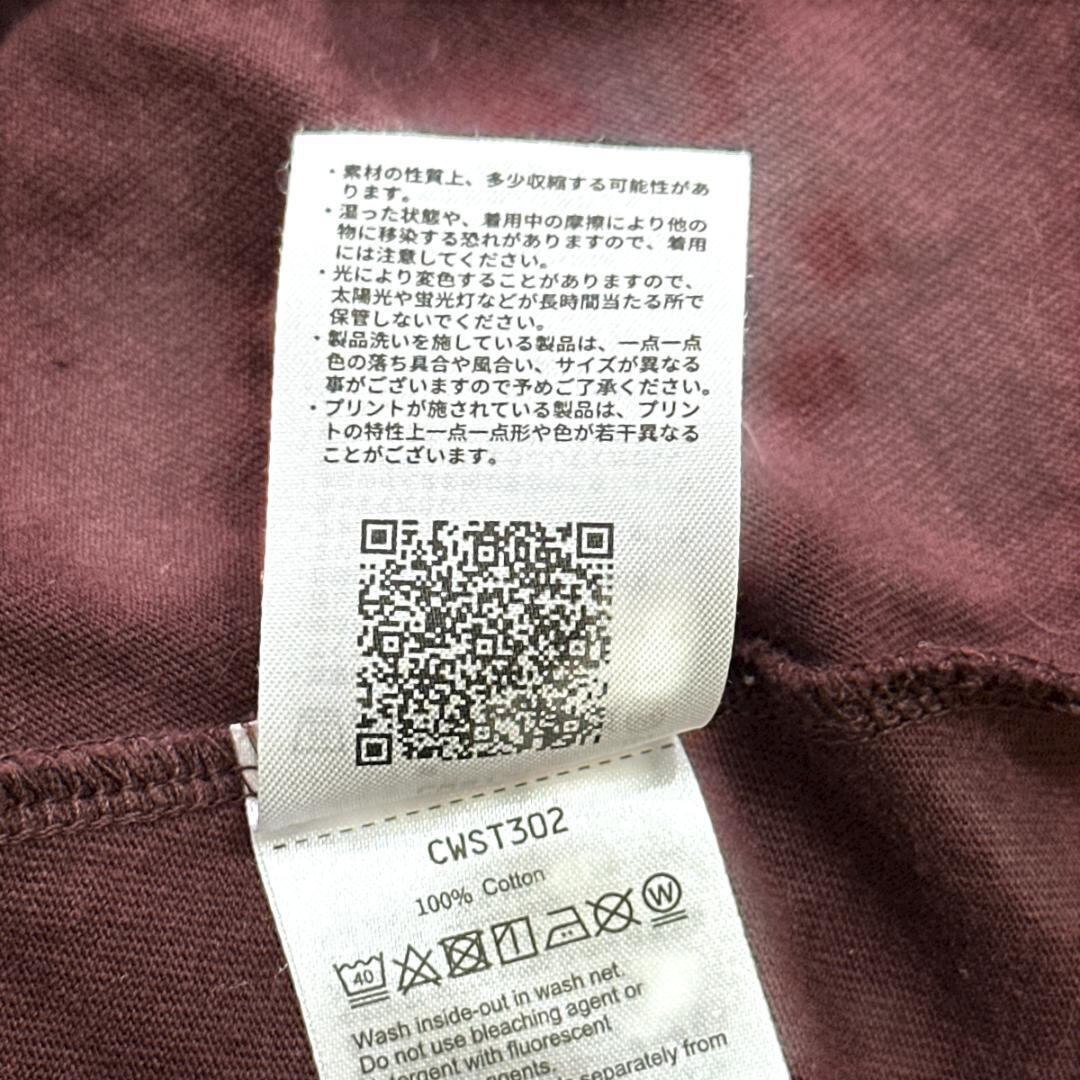 ・素材の性質上、多少収縮する可能性があ
ります。
・湿った状態や、着用中の摩擦により他の
物に移染する恐れがありますので、着用
には注意してください。
・光により変色することがありますので、
太陽光や蛍光灯などが長時間当たる所で
保管しないでください。
・製品洗いを施している製品は、一点一点
色の落ち具合や風合い、サイズが異なる
事がございますので予めご了承ください。
・プリントが施されている製品は、プリン
トの特性上一点一点形や色が若干異なる
ことがございます。
CWST302
100% Cotton
40
W
Wash inside-out in wash net.
Do not use bleaching agent or
detergent with fluorescent
agents.
separately from